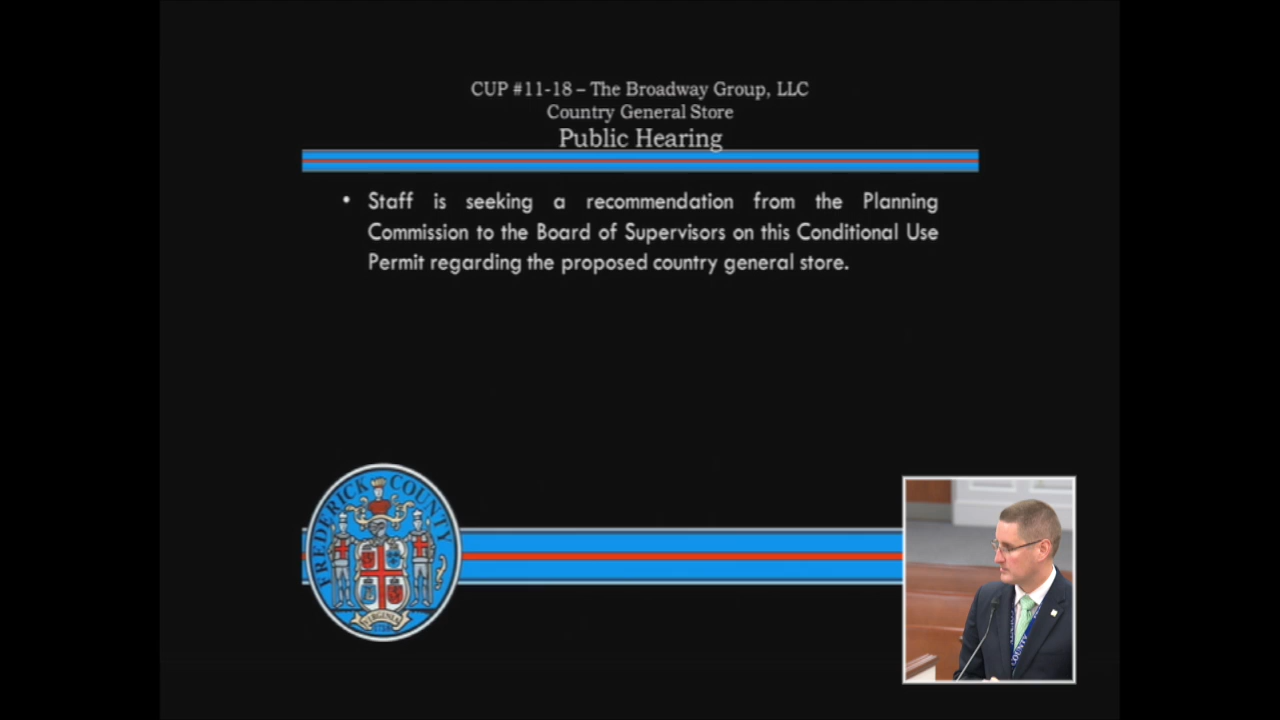 CUP #11-18 – The Broadway Group, LLC
Country General Store
Public Hearing
• Staff is seeking a recommendation from the Planning
Commission to the Board of Supervisors on this Conditional Use
Permit regarding the proposed country general store.
FREDERICK COUNTY
VIRGINIA
COUNTY